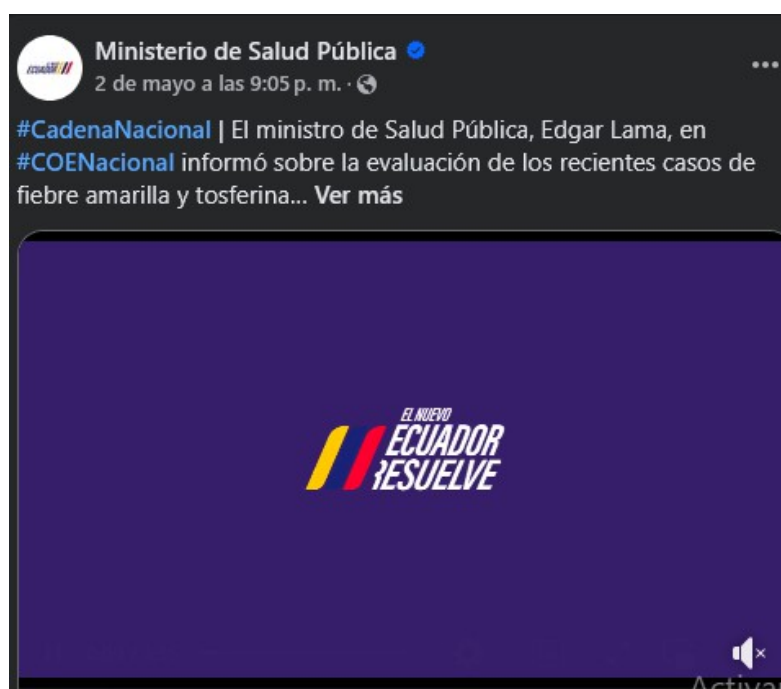 Ministerio de Salud Pública
2 de mayo a las 9:05 p. m. ·
#CadenaNacional | El ministro de Salud Pública, Edgar Lama, en
#COENacional informó sobre la evaluación de los recientes casos de
fiebre amarilla y tosferina... Ver más
EL NUEVO
ECUADOR
RESUELVE